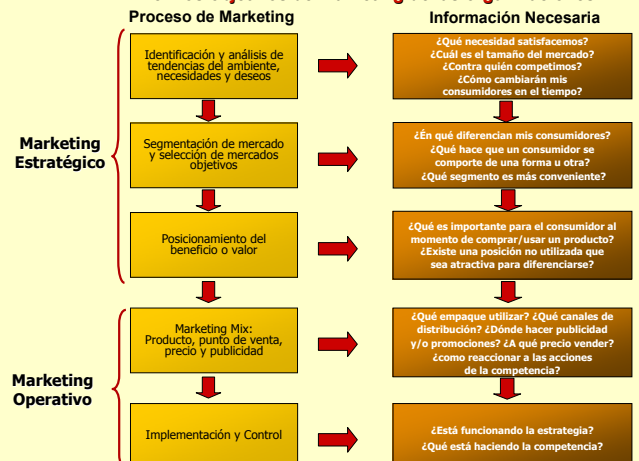 Proceso de Marketing
Información Necesaria
Identificación y análisis de
tendencias del ambiente,
necesidades y deseos
¿Qué necesidad satisfacemos?
¿Cuál es el tamaño del mercado?
¿Contra quién competimos?
¿Cómo cambiarán mis
consumidores en el tiempo?
Marketing
Estratégico
Segmentación de mercado
y selección de mercados
objetivos
¿Én qué diferencian mis consumidores?
¿Qué hace que un consumidor se
comporte de una forma u otra?
¿Qué segmento es más conveniente?
Posicionamiento del
beneficio o valor
¿Qué es importante para el consumidor al
momento de comprar/usar un producto?
¿Existe una posición no utilizada que
sea atractiva para diferenciarse?
Marketing Mix:
Producto, punto de venta,
precio y publicidad
¿Qué empaque utilizar? ¿Qué canales de
distribución? ¿Dónde hacer publicidad
y/o promociones? ¿A qué precio vender?
¿como reaccionar a las acciones
de la competencia?
Marketing
Operativo
Implementación y Control
¿Está funcionando la estrategia?
¿Qué está haciendo la competencia?